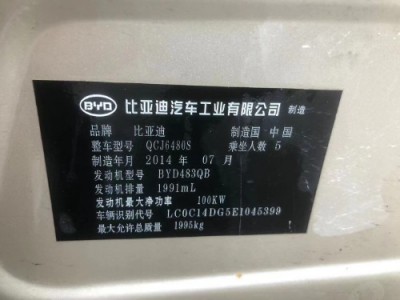 BYD 比亚迪汽车工业有限公司 制造
品牌 比亚迪 制造国 中国
整车型号 QCJ6480S 乘坐人数 5
制造年月 2014 年 07 月
发动机型号 BYD483QB
发动机排量 1991mL
发动机最大净功率 100KW
车辆识别代号 LC0C14DG5E1045399
最大允许总质量 1995kg